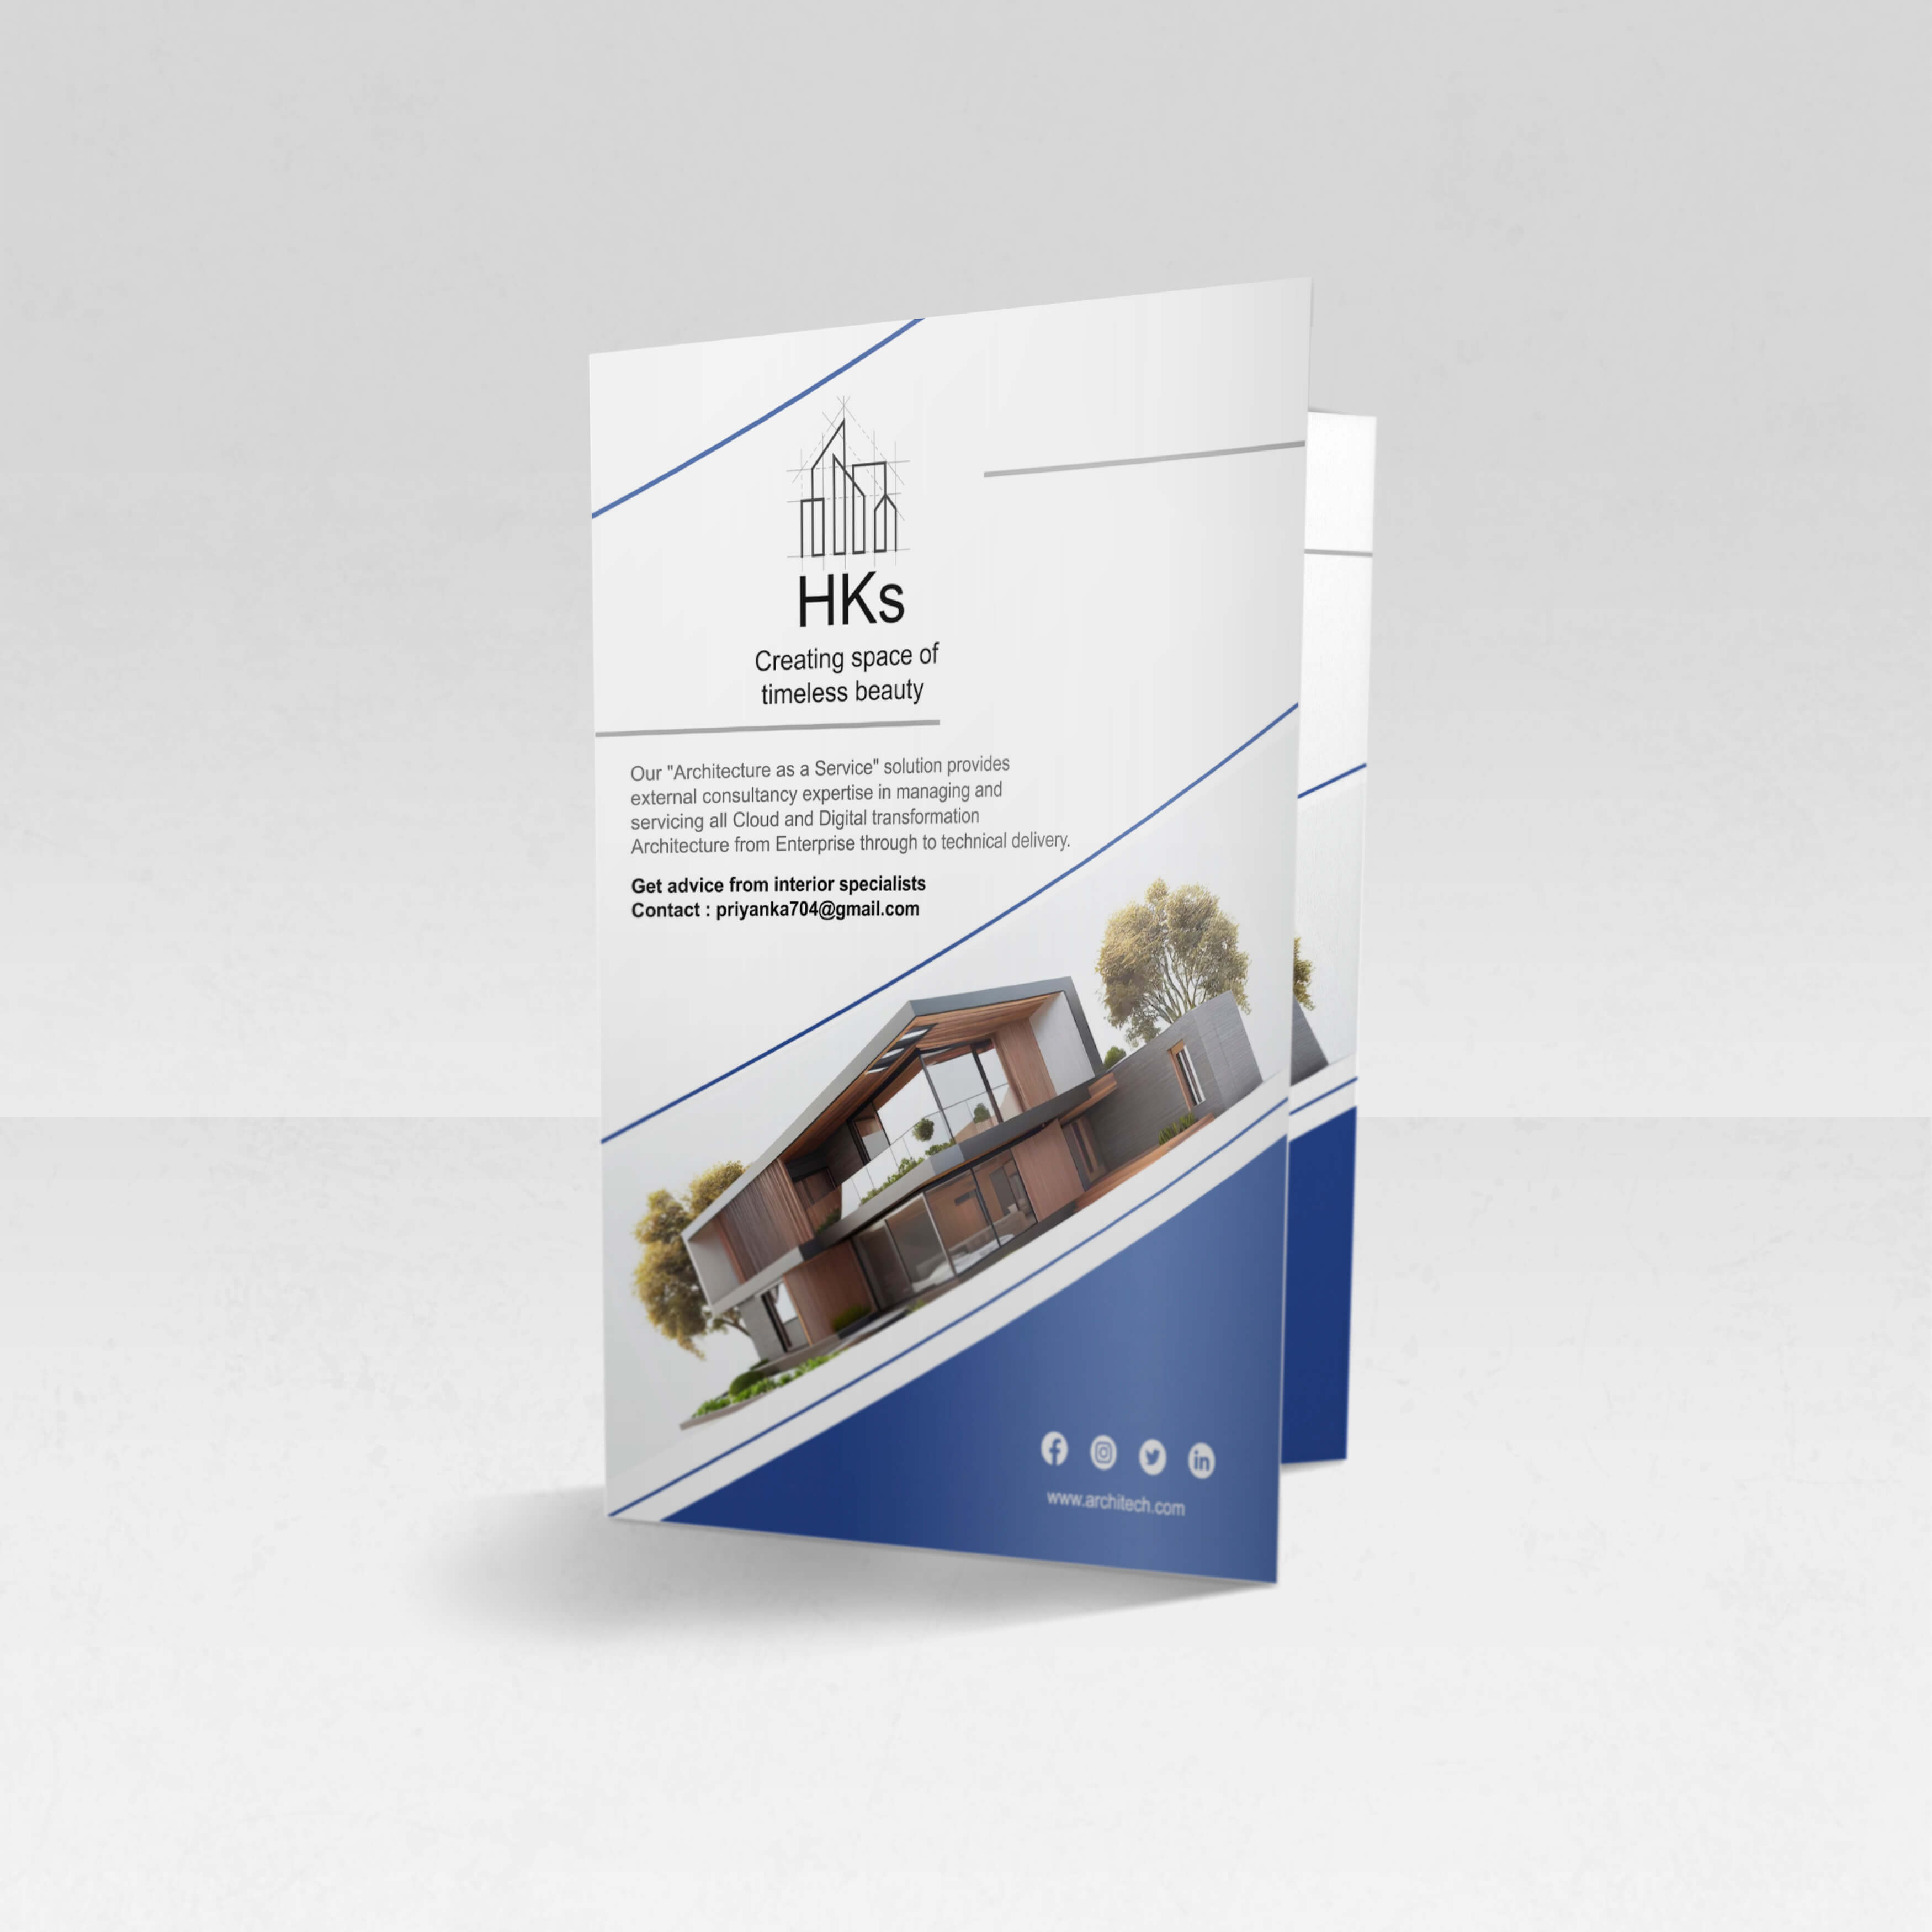 HKs
Creating space of
timeless beauty
Our "Architecture as a Service" solution provides
external consultancy expertise in managing and
servicing all Cloud and Digital transformation
Architecture from Enterprise through to technical delivery.
Get advice from interior specialists
Contact : priyanka704@gmail.com
www.architech.com